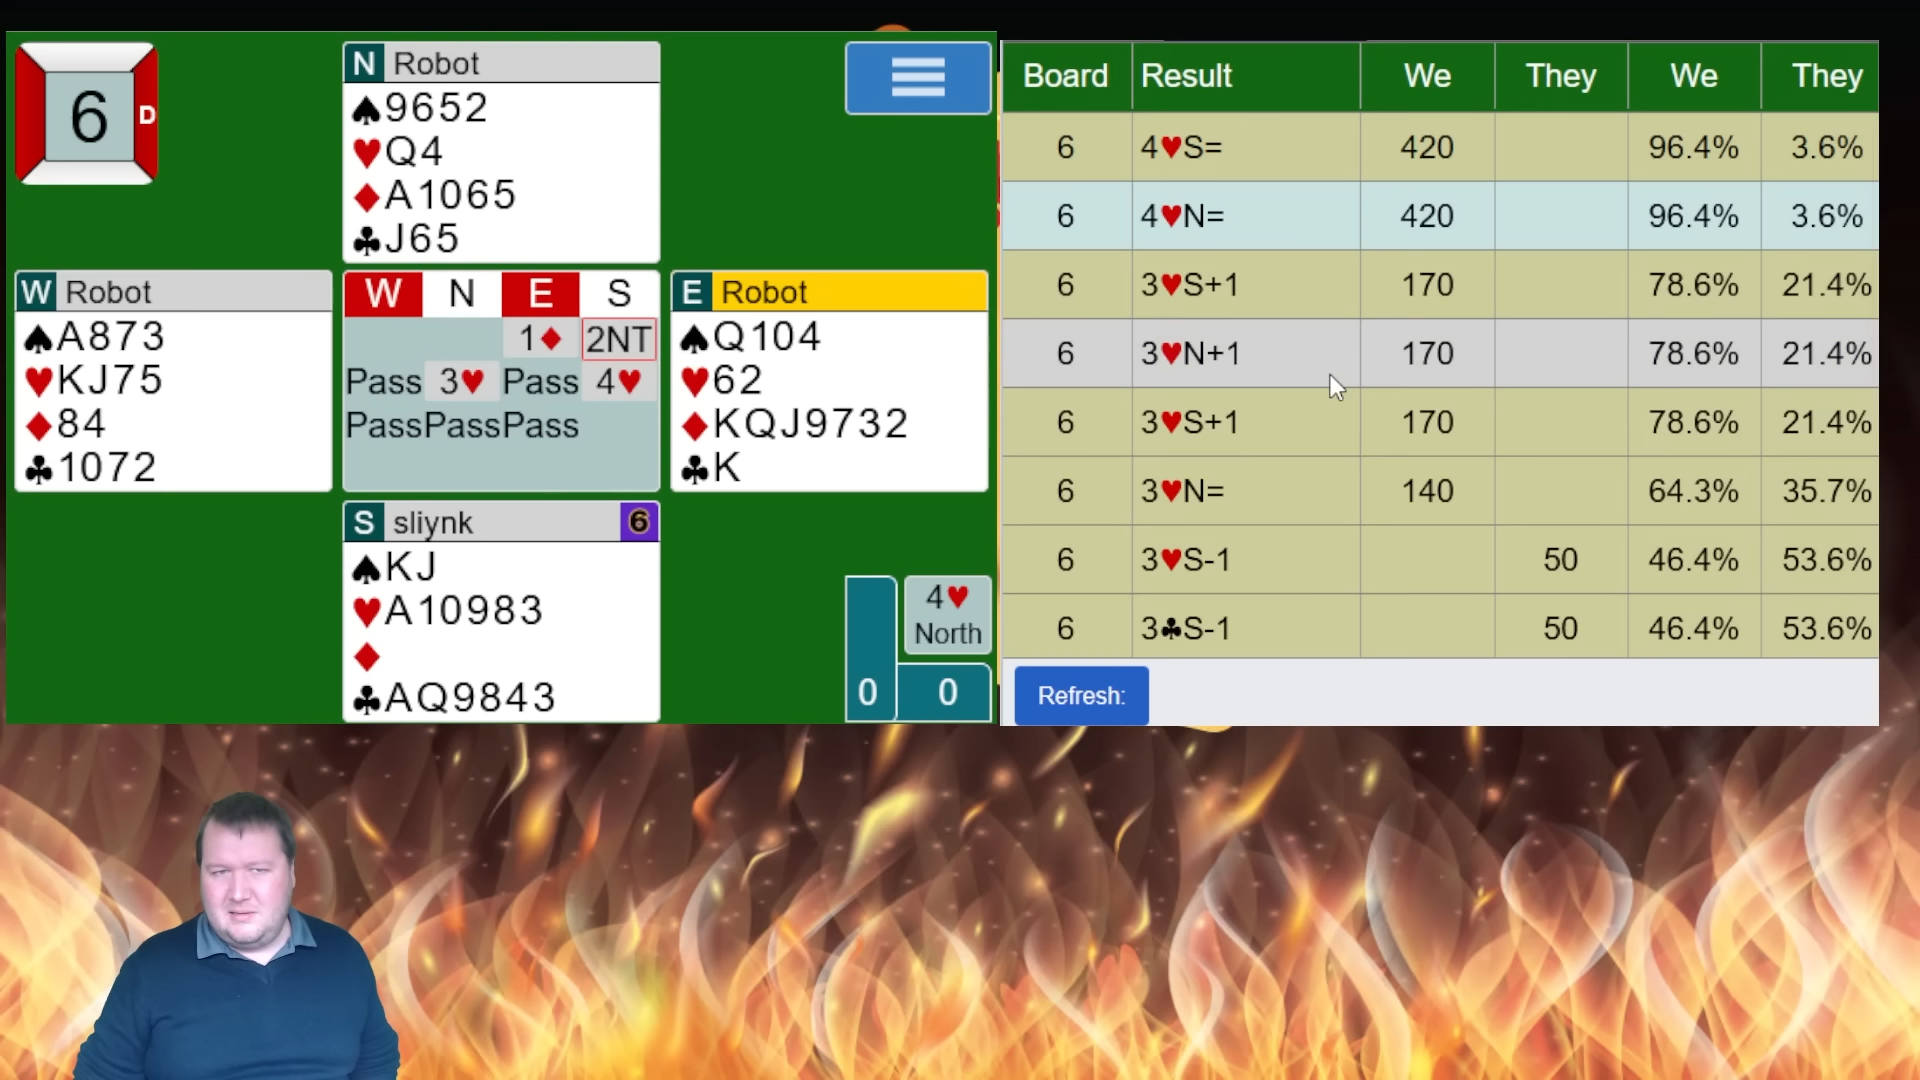 6 D
N Robot
♠9652
♥Q4
♦A1065
♣J65
W Robot
♠A873
♥KJ75
♦84
♣1072
W N E S
1♦ 2NT
Pass 3♥ Pass 4♥
Pass Pass Pass
E Robot
♠Q104
♥62
♦KQJ9732
♣K
S sliynk 6
♠KJ
♥A10983
♦
♣AQ9843
4♥
North
0 0
Board Result We They We They
6 4♥S= 420 96.4% 3.6%
6 4♥N= 420 96.4% 3.6%
6 3♥S+1 170 78.6% 21.4%
6 3♥N+1 170 78.6% 21.4%
6 3♥S+1 170 78.6% 21.4%
6 3♥N= 140 64.3% 35.7%
6 3♥S-1 50 46.4% 53.6%
6 3♣S-1 50 46.4% 53.6%
Refresh: